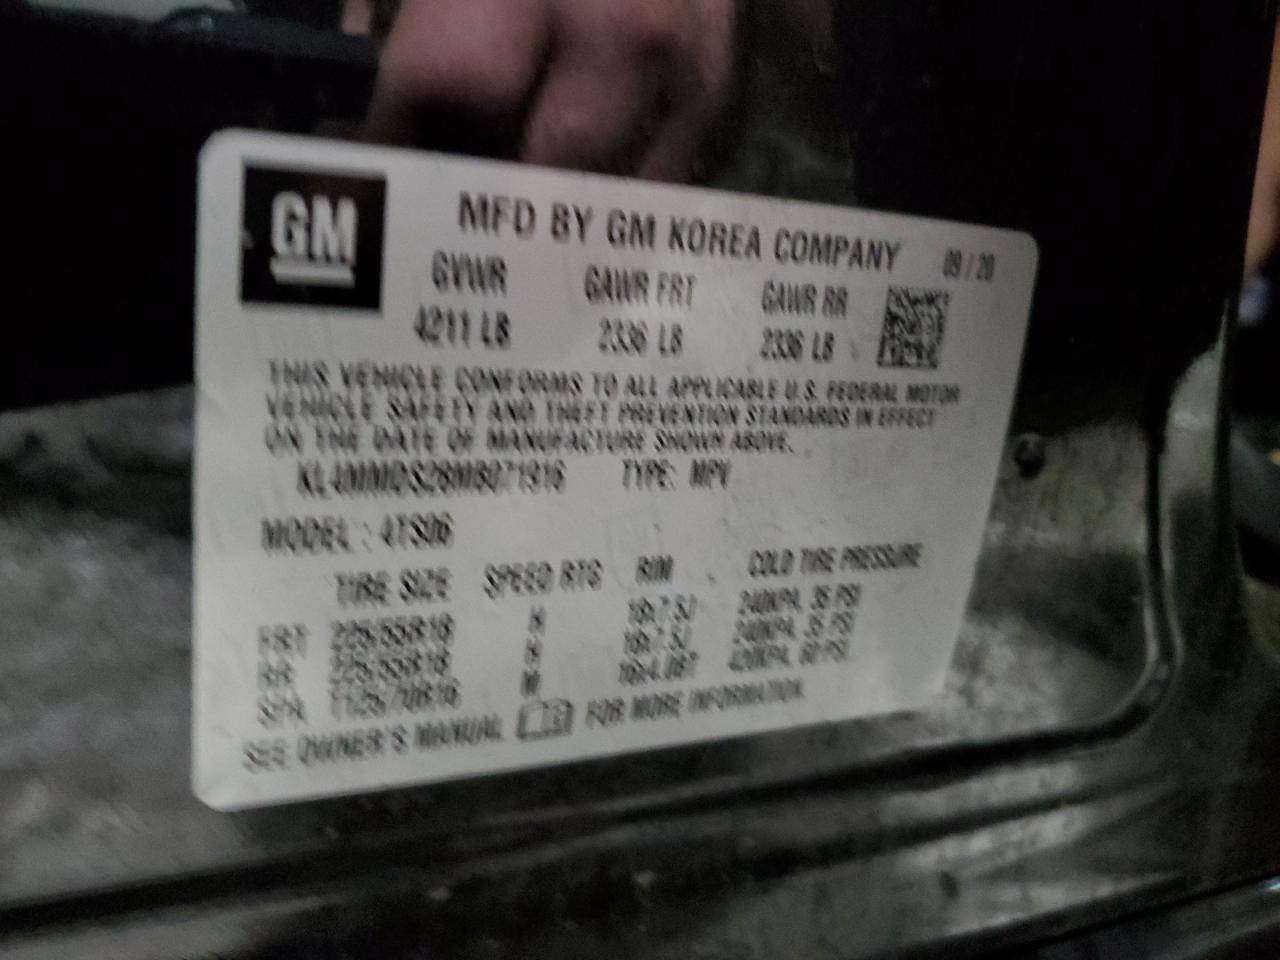 GM
MFD BY GM KOREA COMPANY 09 / 20
GVWR GAWR FRT GAWR RR
4211 LB 2336 LB 2336 LB
THIS VEHICLE CONFORMS TO ALL APPLICABLE U.S. FEDERAL MOTOR
VEHICLE SAFETY AND THEFT PREVENTION STANDARDS IN EFFECT
ON THE DATE OF MANUFACTURE SHOWN ABOVE.
TYPE: MPV
MODEL : 4TS06
TIRE SIZE SPEED RTG RIM COLD TIRE PRESSURE
FRT 225/55R18 H 18x7.5J 240KPA, 35 PSI
RR 225/55R18 H 18x7.5J 240KPA, 35 PSI
SPA M 420KPA, 60 PSI
SEE OWNER'S MANUAL FOR MORE INFORMATION.